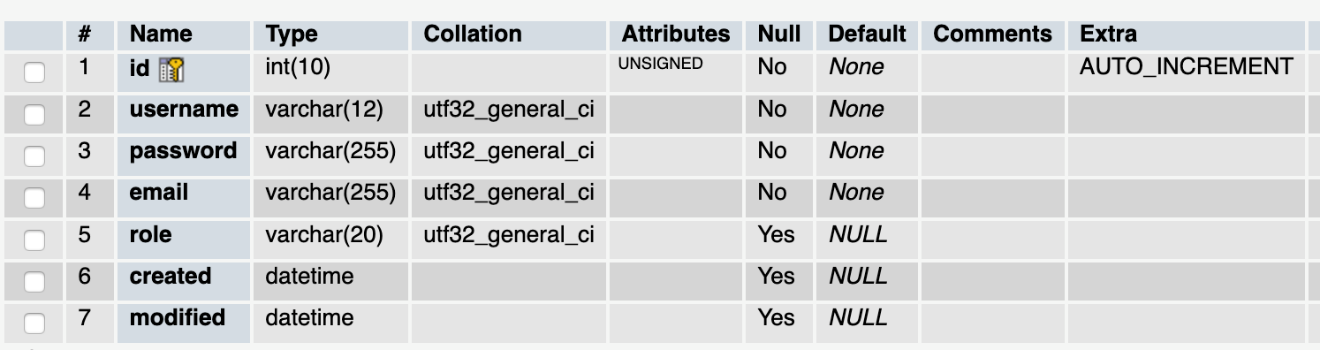 # Name Type Collation Attributes Null Default Comments Extra
1 id int(10) UNSIGNED No None AUTO_INCREMENT
2 username varchar(12) utf32_general_ci No None
3 password varchar(255) utf32_general_ci No None
4 email varchar(255) utf32_general_ci No None
5 role varchar(20) utf32_general_ci Yes NULL
6 created datetime Yes NULL
7 modified datetime Yes NULL